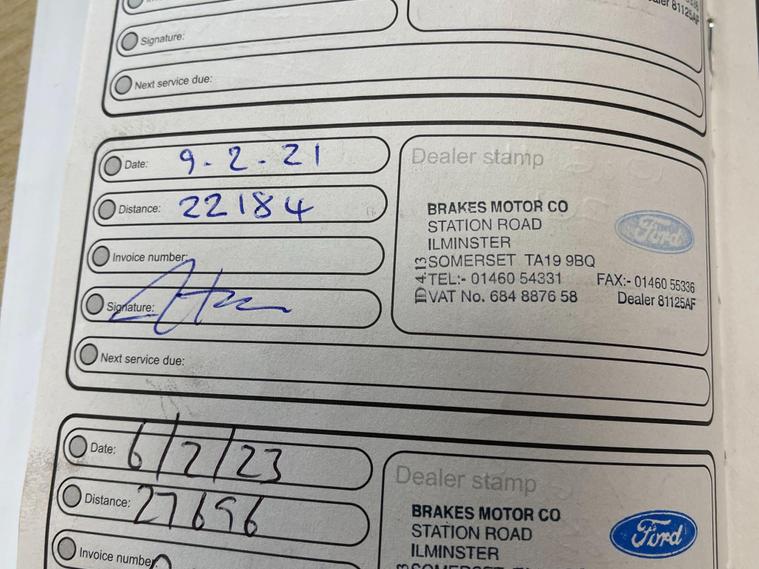 Dealer 81125AF
Signature:
Next service due:
Date: 9-2-21
Distance: 22184
Invoice number:
Signature:
Next service due:
Dealer stamp
BRAKES MOTOR CO
STATION ROAD
ILMINSTER
SOMERSET TA19 9BQ
TEL:- 01460 54331 FAX:- 01460 55336
VAT No. 684 8876 58 Dealer 81125AF
Ford
Date: 6/2/23
Distance: 27696
Invoice number
Dealer stamp
BRAKES MOTOR CO
STATION ROAD
ILMINSTER
Ford